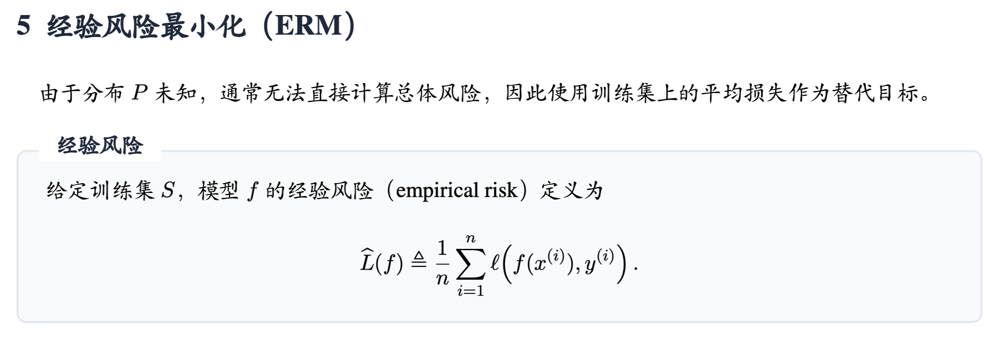 5 经验风险最小化（ERM）
由于分布 P 未知，通常无法直接计算总体风险，因此使用训练集上的平均损失作为替代目标。
经验风险
给定训练集 S，模型 f 的经验风险（empirical risk）定义为
$\widehat{L}(f) \triangleq \frac{1}{n} \sum_{i=1}^{n} \ell\left(f(x^{(i)}), y^{(i)}\right).$